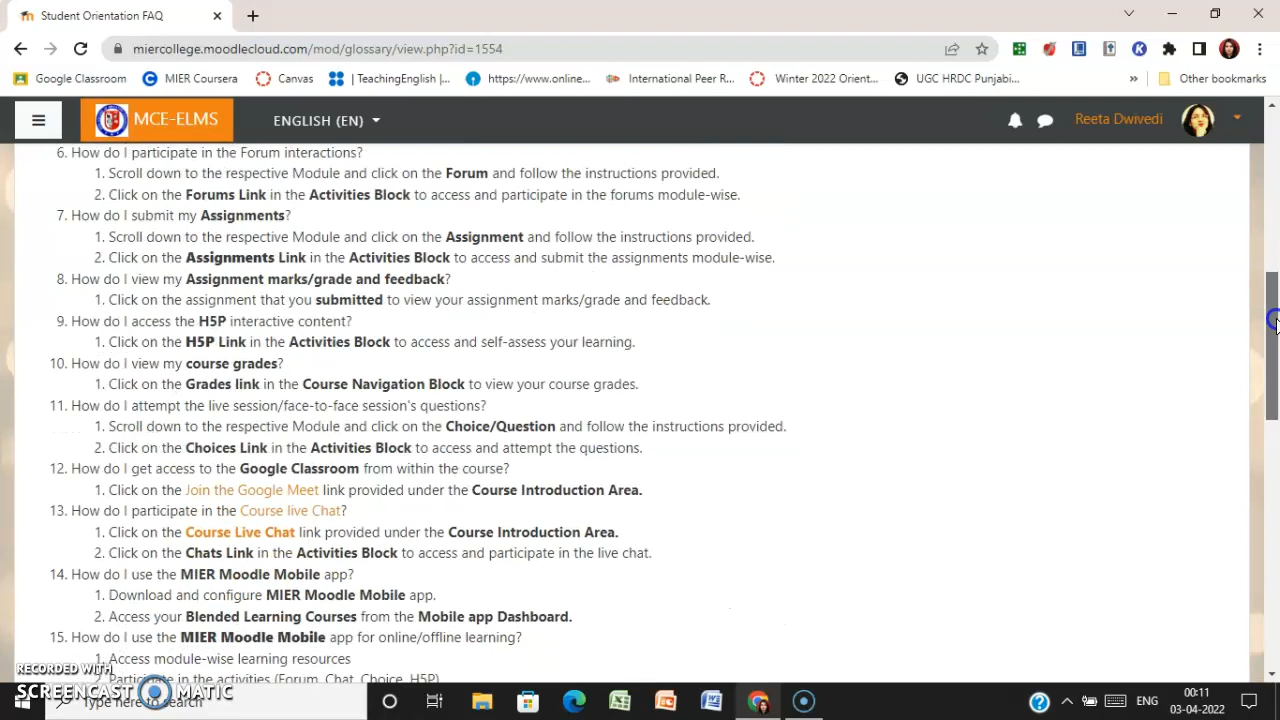 Student Orientation FAQ
miercollege.moodlecloud.com/mod/glossary/view.php?id=1554
Google Classroom MIER Coursera Canvas | TeachingEnglish |... https://www.online... International Peer R... Winter 2022 Orient... UGC HRDC Punjabi... » Other bookmarks
MCE-ELMS ENGLISH (EN) Reeta Dwivedi
6. How do I participate in the Forum interactions?
1. Scroll down to the respective Module and click on the Forum and follow the instructions provided.
2. Click on the Forums Link in the Activities Block to access and participate in the forums module-wise.
7. How do I submit my Assignments?
1. Scroll down to the respective Module and click on the Assignment and follow the instructions provided.
2. Click on the Assignments Link in the Activities Block to access and submit the assignments module-wise.
8. How do I view my Assignment marks/grade and feedback?
1. Click on the assignment that you submitted to view your assignment marks/grade and feedback.
9. How do I access the H5P interactive content?
1. Click on the H5P Link in the Activities Block to access and self-assess your learning.
10. How do I view my course grades?
1. Click on the Grades link in the Course Navigation Block to view your course grades.
11. How do I attempt the live session/face-to-face session's questions?
1. Scroll down to the respective Module and click on the Choice/Question and follow the instructions provided.
2. Click on the Choices Link in the Activities Block to access and attempt the questions.
12. How do I get access to the Google Classroom from within the course?
1. Click on the Join the Google Meet link provided under the Course Introduction Area.
13. How do I participate in the Course live Chat?
1. Click on the Course Live Chat link provided under the Course Introduction Area.
2. Click on the Chats Link in the Activities Block to access and participate in the live chat.
14. How do I use the MIER Moodle Mobile app?
1. Download and configure MIER Moodle Mobile app.
2. Access your Blended Learning Courses from the Mobile app Dashboard.
15. How do I use the MIER Moodle Mobile app for online/offline learning?
1. Access module-wise learning resources
2. Participate in the activities (Forum, Chat, Choice, H5P)
RECORDED WITH
SCREENCAST MATIC
Type here to search
ENG
00:11
03-04-2022